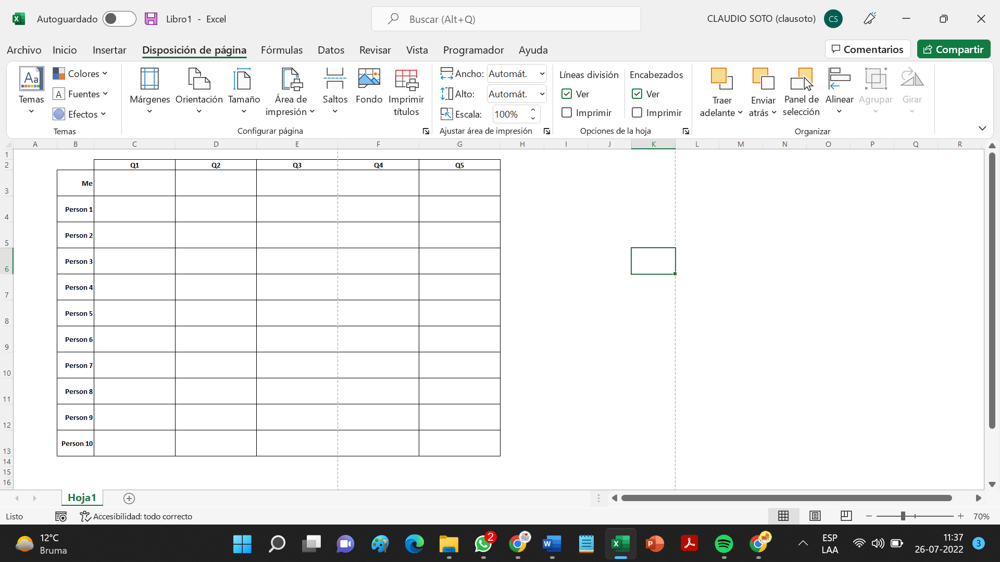 Autoguardado Libro1 - Excel Buscar (Alt+Q) CLAUDIO SOTO (clausoto) CS
Archivo Inicio Insertar Disposición de página Fórmulas Datos Revisar Vista Programador Ayuda Comentarios Compartir
Aa Temas
Colores
A Fuentes
Efectos
Temas
Márgenes Orientación Tamaño Área de impresión Saltos Fondo Imprimir títulos
Configurar página
Ancho: Automát.
Alto: Automát.
Escala: 100%
Ajustar área de impresión
Líneas división Encabezados
Ver Ver
Imprimir Imprimir
Opciones de la hoja
Traer adelante Enviar atrás Panel de selección Alinear Agrupar Girar
Organizar
A B C D E F G H I J K L M N O P Q R
1
2 Q1 Q2 Q3 Q4 Q5
3 Me
4 Person 1
5 Person 2
6 Person 3
7 Person 4
8 Person 5
9 Person 6
10 Person 7
11 Person 8
12 Person 9
13 Person 10
14
15
16
Hoja1
Listo Accesibilidad: todo correcto 70%
12°C
Bruma
2
W
X
P
ESP
LAA
11:37
26-07-2022
3